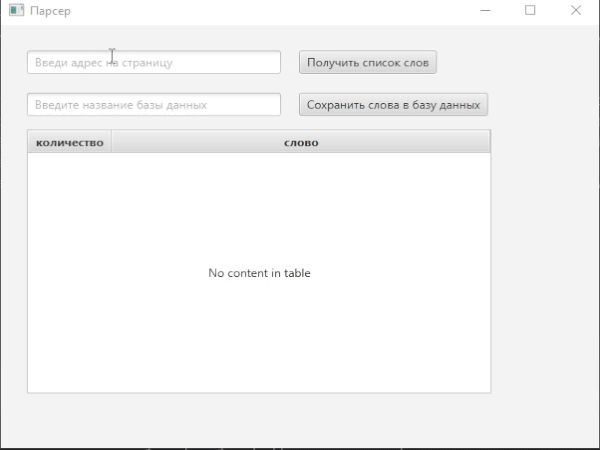 Парсер
Введи адрес на страницу
Получить список слов
Введите название базы данных
Сохранить слова в базу данных
количество слово
No content in table